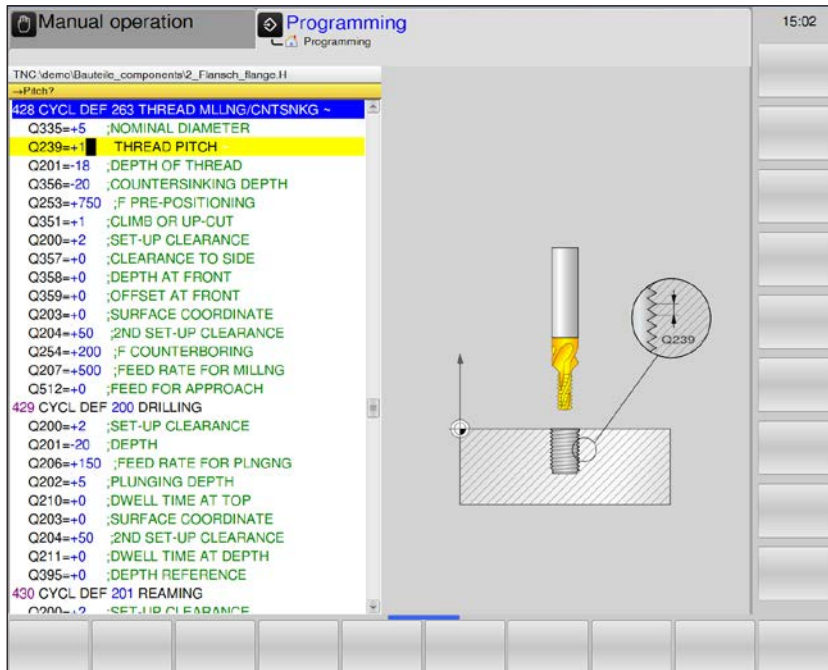 Manual operation
Programming
Programming
15:02
TNC:\demo\Bauteile_components\2_Flansch_flange.H
→Pitch?
428 CYCL DEF 263 THREAD MLLNG/CNTSNKG ~
Q335=+5 ;NOMINAL DIAMETER
Q239=+1 THREAD PITCH ~
Q201=-18 ;DEPTH OF THREAD
Q356=-20 ;COUNTERSINKING DEPTH
Q253=+750 ;F PRE-POSITIONING
Q351=+1 ;CLIMB OR UP-CUT
Q200=+2 ;SET-UP CLEARANCE
Q357=+0 ;CLEARANCE TO SIDE
Q358=+0 ;DEPTH AT FRONT
Q359=+0 ;OFFSET AT FRONT
Q203=+0 ;SURFACE COORDINATE
Q204=+50 ;2ND SET-UP CLEARANCE
Q254=+200 ;F COUNTERBORING
Q207=+500 ;FEED RATE FOR MILLNG
Q512=+0 ;FEED FOR APPROACH
429 CYCL DEF 200 DRILLING
Q200=+2 ;SET-UP CLEARANCE
Q201=-20 ;DEPTH
Q206=+150 ;FEED RATE FOR PLNGNG
Q202=+5 ;PLUNGING DEPTH
Q210=+0 ;DWELL TIME AT TOP
Q203=+0 ;SURFACE COORDINATE
Q204=+50 ;2ND SET-UP CLEARANCE
Q211=+0 ;DWELL TIME AT DEPTH
Q395=+0 ;DEPTH REFERENCE
430 CYCL DEF 201 REAMING
Q200=+2 ;SET-UP CLEARANCE
Q239